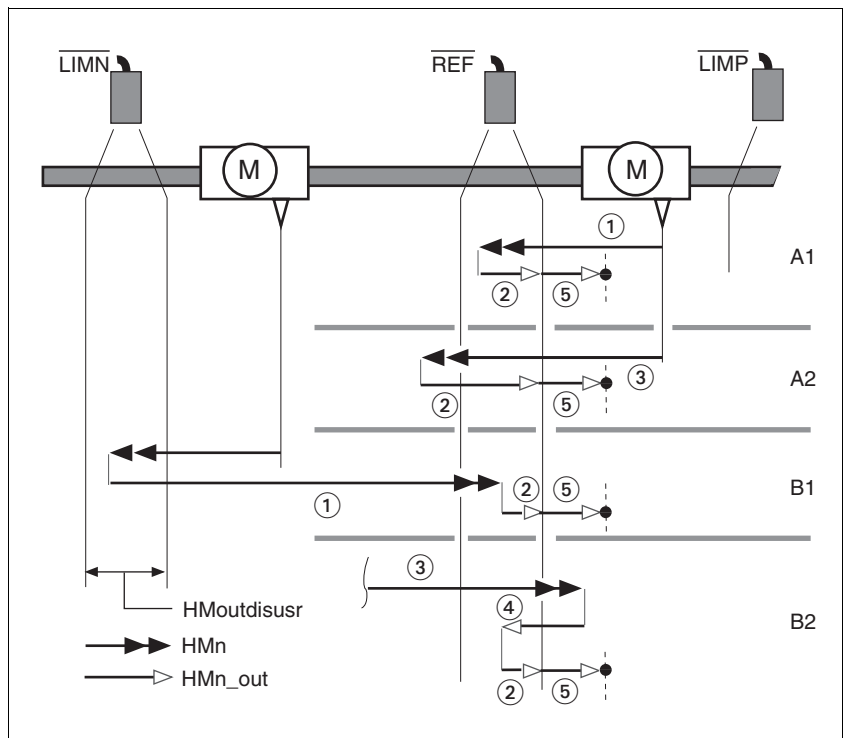 LIMN REF LIMP
M M
① A1
② ⑤
③ A2
② ⑤
① ② ⑤ B1
③
HMoutdisusr ④ B2
HMn
HMn_out ② ⑤